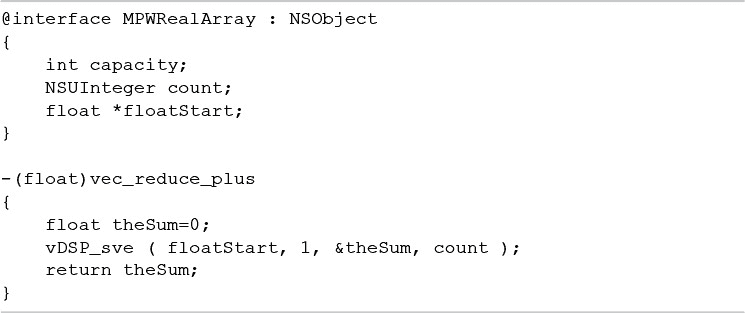 @interface MPWRealArray : NSObject
{
    int capacity;
    NSUInteger count;
    float *floatStart;
}

-(float)vec_reduce_plus
{
    float theSum=0;
    vDSP_sve ( floatStart, 1, &theSum, count );
    return theSum;
}